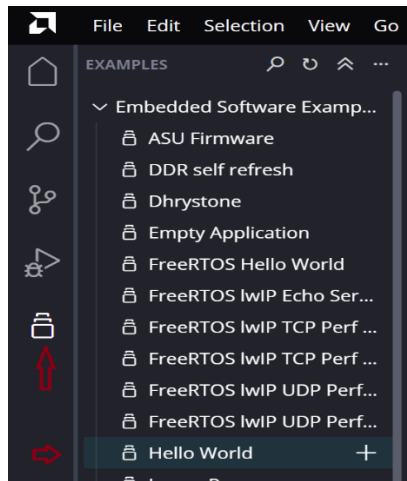 File Edit Selection View Go
EXAMPLES
Embedded Software Examp...
ASU Firmware
DDR self refresh
Dhrystone
Empty Application
FreeRTOS Hello World
FreeRTOS lwIP Echo Ser...
FreeRTOS lwIP TCP Perf ...
FreeRTOS lwIP TCP Perf ...
FreeRTOS lwIP UDP Perf...
FreeRTOS lwIP UDP Perf...
Hello World